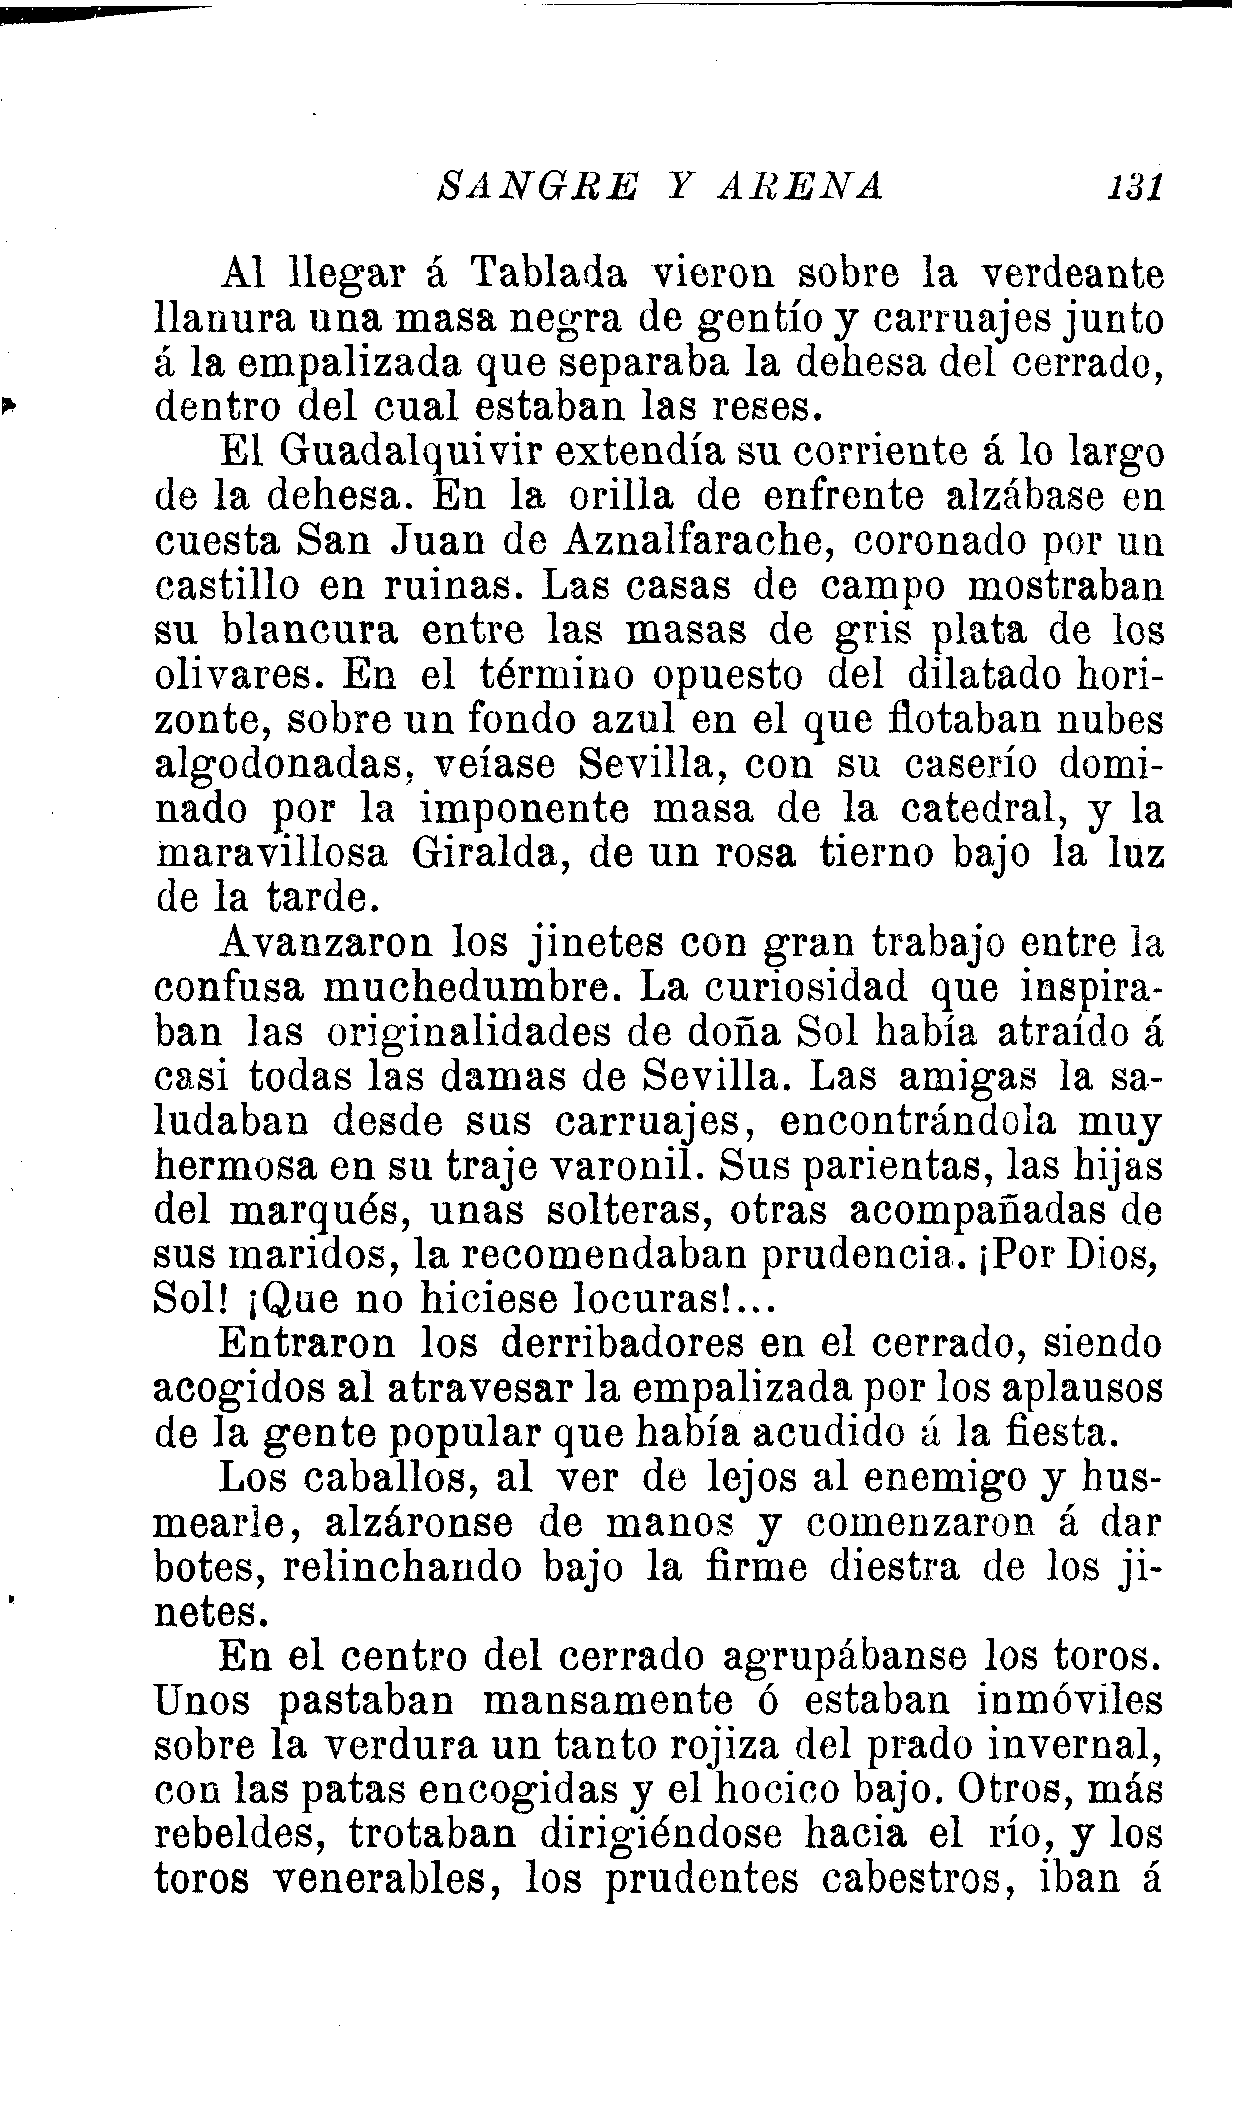 SANGRE Y ARENA 131
Al llegar á Tablada vieron sobre la verdeante
llanura una masa negra de gentío y carruajes junto
á la empalizada que separaba la dehesa del cerrado,
dentro del cual estaban las reses.
El Guadalquivir extendía su corriente á lo largo
de la dehesa. En la orilla de enfrente alzábase en
cuesta San Juan de Aznalfarache, coronado por un
castillo en ruinas. Las casas de campo mostraban
su blancura entre las masas de gris plata de los
olivares. En el término opuesto del dilatado hori-
zonte, sobre un fondo azul en el que flotaban nubes
algodonadas, veíase Sevilla, con su caserío domi-
nado por la imponente masa de la catedral, y la
maravillosa Giralda, de un rosa tierno bajo la luz
de la tarde.
Avanzaron los jinetes con gran trabajo entre la
confusa muchedumbre. La curiosidad que inspira-
ban las originalidades de doña Sol había atraído á
casi todas las damas de Sevilla. Las amigas la sa-
ludaban desde sus carruajes, encontrándola muy
hermosa en su traje varonil. Sus parientas, las hijas
del marqués, unas solteras, otras acompañadas de
sus maridos, la recomendaban prudencia. ¡Por Dios,
Sol! ¡Que no hiciese locuras!...
Entraron los derribadores en el cerrado, siendo
acogidos al atravesar la empalizada por los aplausos
de la gente popular que había acudido á la fiesta.
Los caballos, al ver de lejos al enemigo y hus-
mearle, alzáronse de manos y comenzaron á dar
botes, relinchando bajo la firme diestra de los ji-
netes.
En el centro del cerrado agrupábanse los toros.
Unos pastaban mansamente ó estaban inmóviles
sobre la verdura un tanto rojiza del prado invernal,
con las patas encogidas y el hocico bajo. Otros, más
rebeldes, trotaban dirigiéndose hacia el río, y los
toros venerables, los prudentes cabestros, iban á